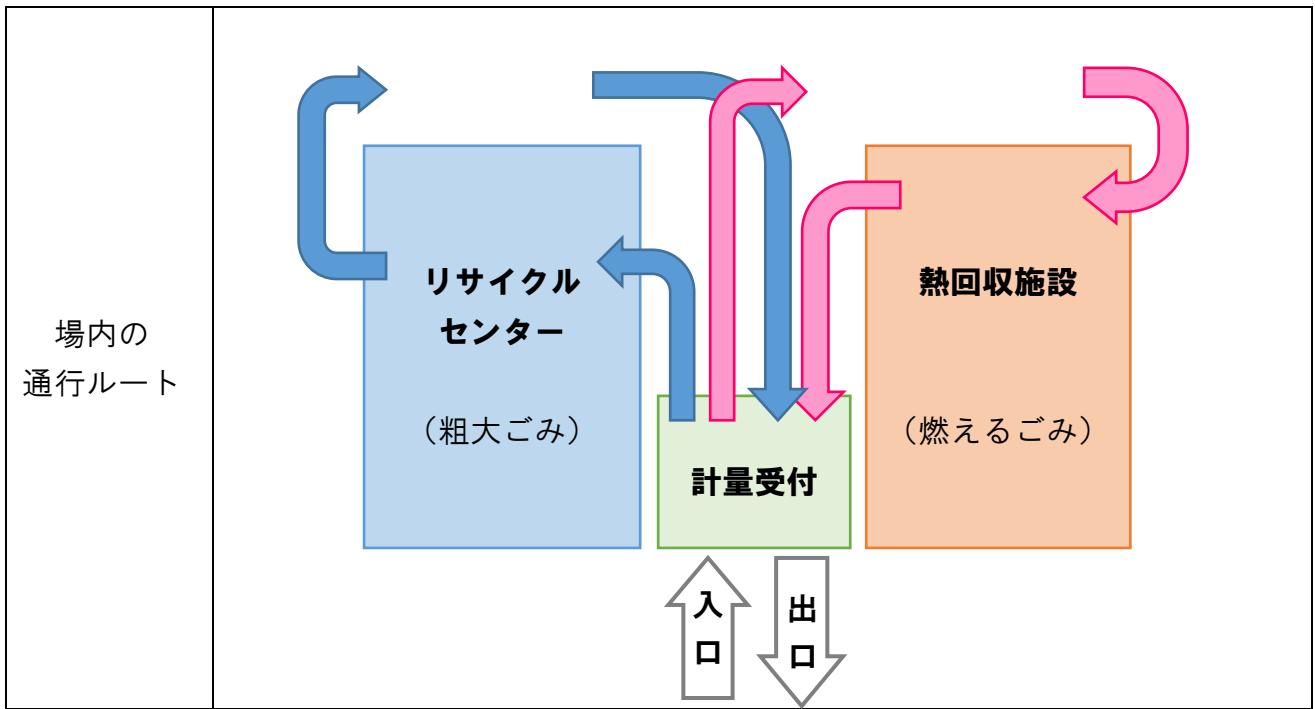 場内の
通行ルート
リサイクル
センター
（粗大ごみ）
熱回収施設
（燃えるごみ）
計量受付
入口
出口